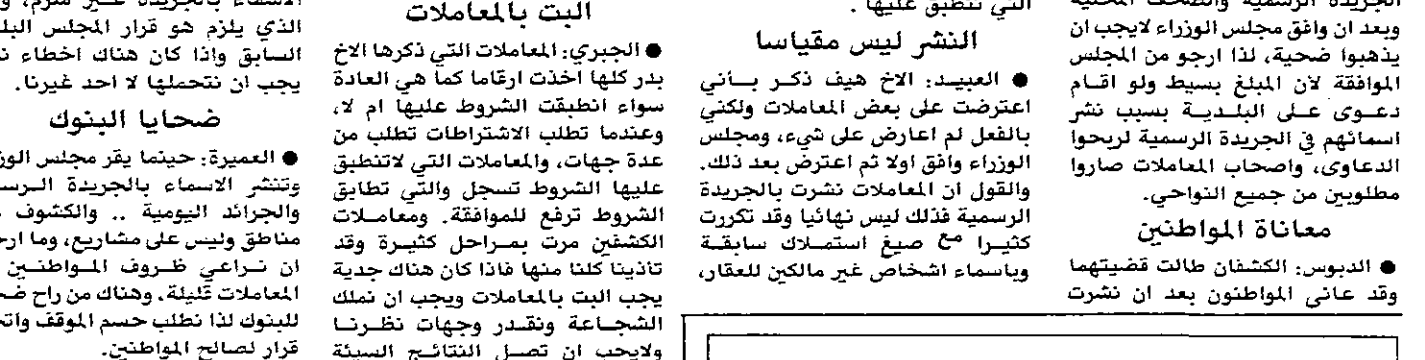 الجريدة الرسمية والصحف المحلية
وبعد ان وافق مجلس الوزراء لايجب ان
يذهبوا ضحية، لذا ارجو من المجلس
الموافقة لأن المبلغ بسيط ولو اقام
دعوى على البلدية بسبب نشر
اسمائهم في الجريدة الرسمية لربحوا
الدعاوى، واصحاب المعاملات صاروا
مطلوبين من جميع النواحي.
معاناة المواطنين
● الدبوس: الكشفان طالت قضيتهما
وقد عانى المواطنون بعد ان نشرت
التي تنطبق عليها .
النشر ليس مقياسا
● العبيد: الاخ هيف ذكر بأني
اعترضت على بعض المعاملات ولكني
بالفعل لم اعارض على شيء، ومجلس
الوزراء وافق اولا ثم اعترض بعد ذلك.
والقول ان المعاملات نشرت بالجريدة
الرسمية فذلك ليس نهائيا وقد تكررت
كثيرا مع صيغ استملاك سابقة
وباسماء اشخاص غير مالكين للعقار،
البت بالمعاملات
● الجبري: المعاملات التي ذكرها الاخ
بدر كلها اخذت ارقاما كما هي العادة
سواء انطبقت الشروط عليها ام لا،
وعندما تطلب الاشتراطات تطلب من
عدة جهات، والمعاملات التي لاتنطبق
عليها الشروط تسجل والتي تطابق
الشروط ترفع للموافقة. ومعاملات
الكشفين مرت بمراحل كثيرة وقد
تأذينا كلنا منها فاذا كان هناك جدية
يجب البت بالمعاملات ويجب ان نملك
الشجاعة ونقدر وجهات نظرنا
ولايجب ان تصل النتائج السيئة
الاسماء بالجريدة غير ملزم،
الذي يلزم هو قرار المجلس
السابق واذا كان هناك اخطاء
يجب ان نتحملها لا احد غيرنا.
ضحايا البنوك
● العميرة: حينما يقر مجلس
وتنشر الاسماء بالجريدة
والجرائد اليومية .. والكشوف
مناطق وليس على مشاريع، وما
ان نراعي ظروف المواطنين
المعاملات قليلة، وهناك من راح
للبنوك لذا نطلب حسم الموقف
قرار لصالح المواطنين.